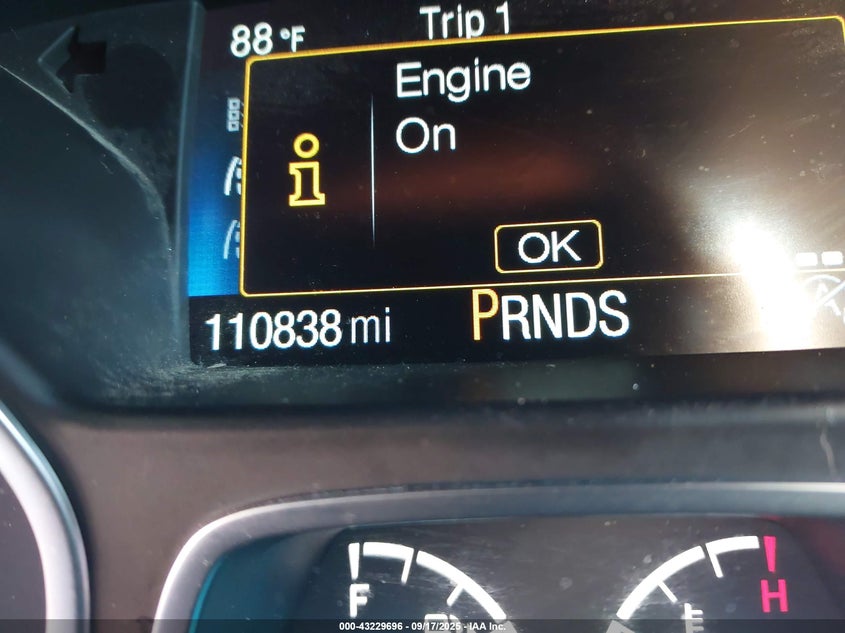 88 °F
Trip 1
Engine
On
i
OK
110838 mi
PRNDS
F
H
000-43229696 - 09/17/2025 - IAA Inc.